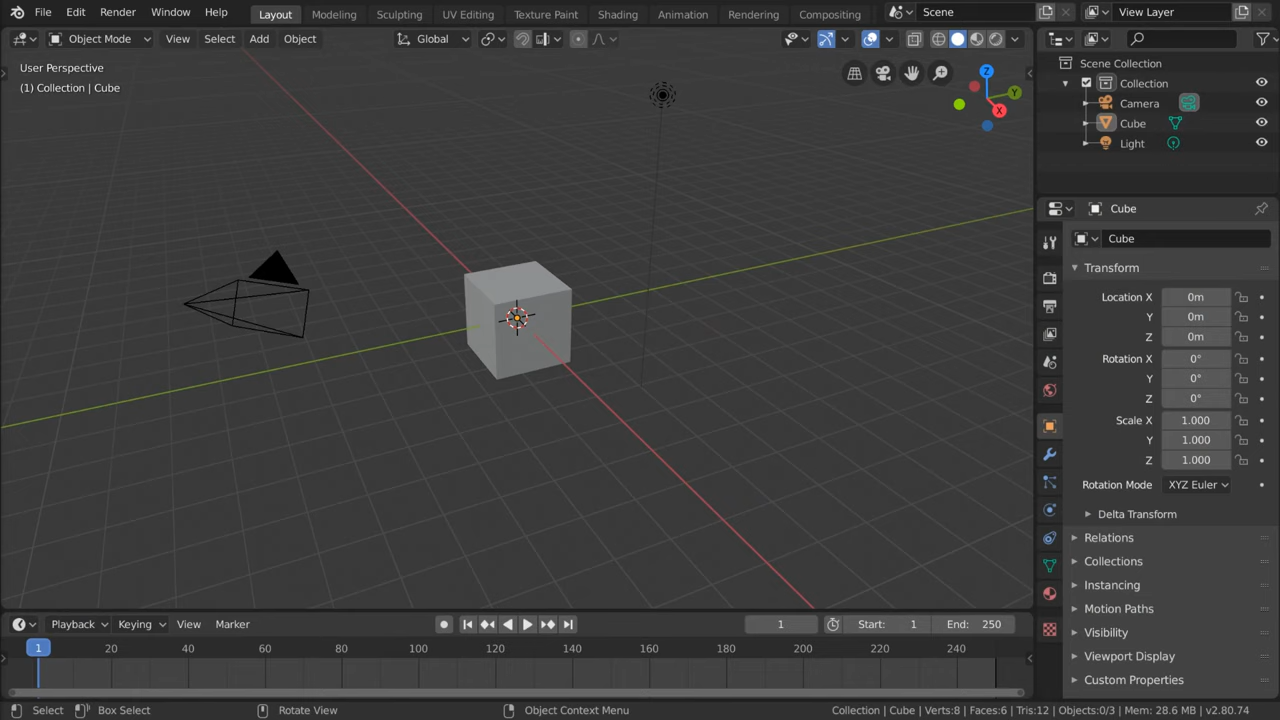 File Edit Render Window Help Layout Modeling Sculpting UV Editing Texture Paint Shading Animation Rendering Compositing Scene View Layer
Object Mode View Select Add Object Global
User Perspective
(1) Collection | Cube
Z
Y
X
Scene Collection
Collection
Camera
Cube
Light
Cube
Cube
Transform
Location X 0m
Y 0m
Z 0m
Rotation X 0°
Y 0°
Z 0°
Scale X 1.000
Y 1.000
Z 1.000
Rotation Mode XYZ Euler
Delta Transform
Relations
Collections
Instancing
Motion Paths
Visibility
Viewport Display
Custom Properties
Playback Keying View Marker 1 Start: 1 End: 250
1 20 40 60 80 100 120 140 160 180 200 220 240
Select Box Select Rotate View Object Context Menu Collection | Cube | Verts:8 | Faces:6 | Tris:12 | Objects:0/3 | Mem: 28.6 MB | v2.80.74